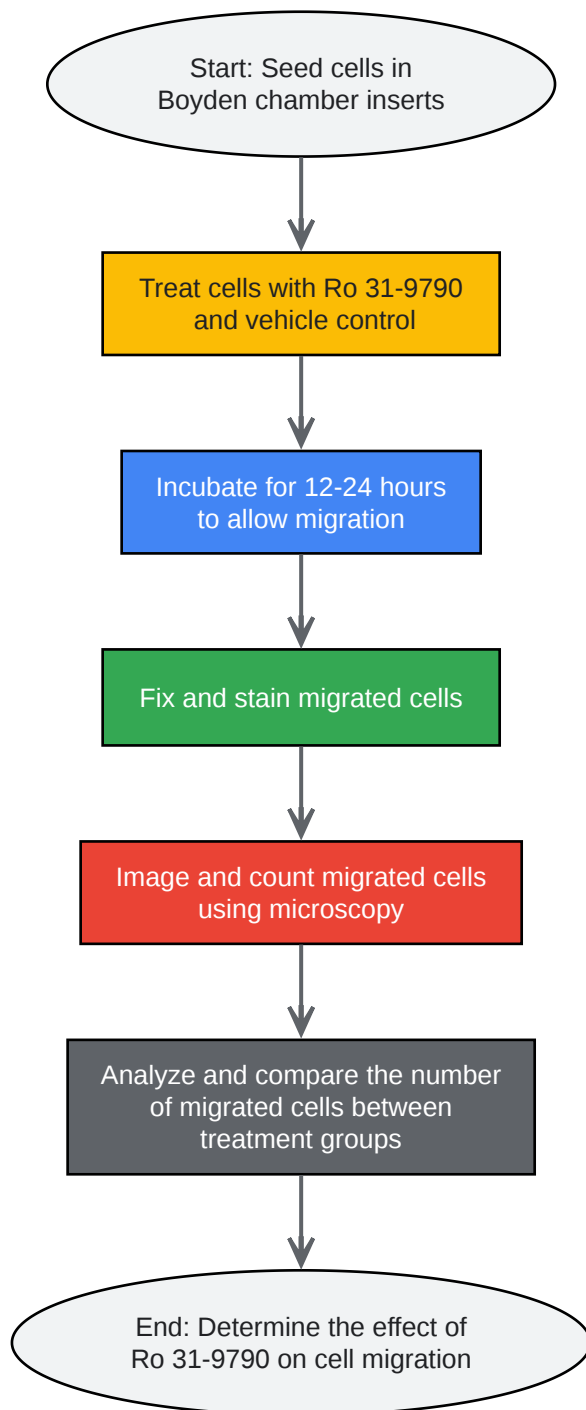 Start: Seed cells in
Boyden chamber inserts
Treat cells with Ro 31-9790
and vehicle control
Incubate for 12-24 hours
to allow migration
Fix and stain migrated cells
Image and count migrated cells
using microscopy
Analyze and compare the number
of migrated cells between
treatment groups
End: Determine the effect of
Ro 31-9790 on cell migration